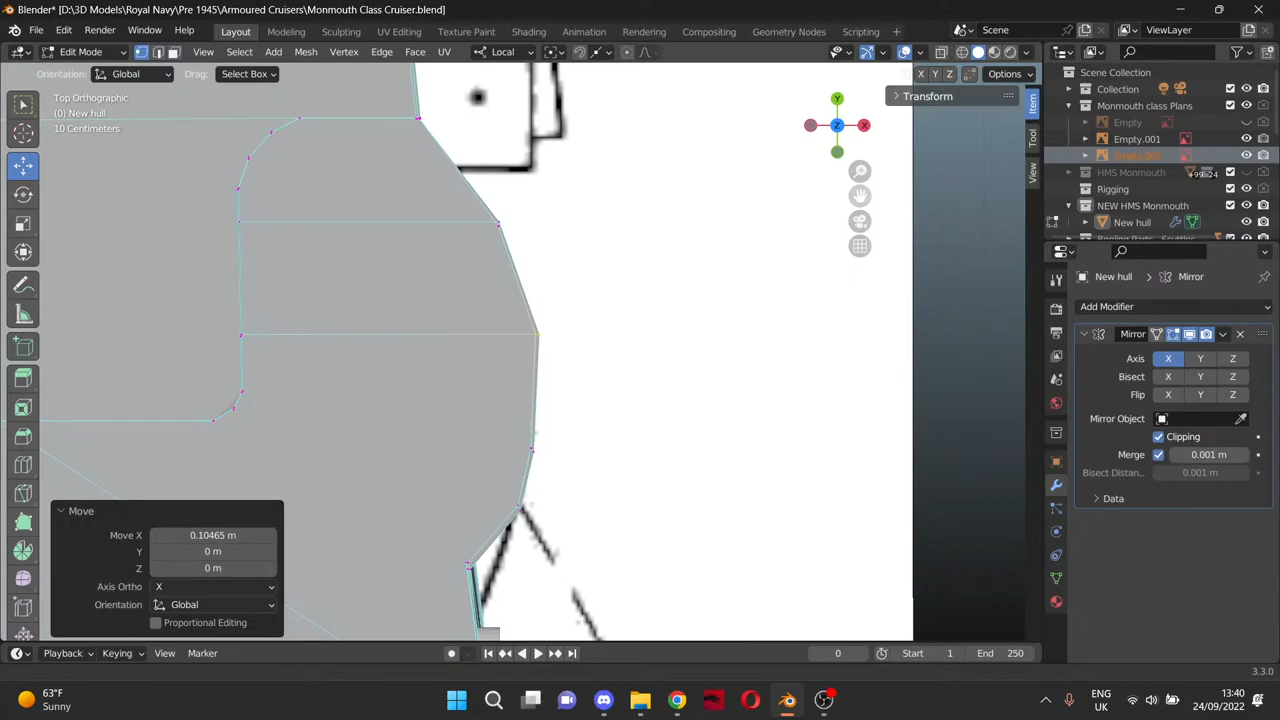 Blender* [D:\3D Models\Royal Navy\Pre 1945\Armoured Cruisers\Monmouth Class Cruiser.blend]
File Edit Render Window Help Layout Modeling Sculpting UV Editing Texture Paint Shading Animation Rendering Compositing Geometry Nodes Scripting Scene ViewLayer
Edit Mode View Select Add Mesh Vertex Edge Face UV Local
Orientation: Global Drag: Select Box X Y Z Options
Top Orthographic
(0) New hull
10 Centimeters
Transform
Y
Z X
Item
Tool
View
Scene Collection
Collection
Monmouth class Plans
Empty
Empty.001
Empty.002
HMS Monmouth 99 24
Rigging
NEW HMS Monmouth
New hull
New hull Mirror
Add Modifier
Mirror
Axis X Y Z
Bisect X Y Z
Flip X Y Z
Mirror Object
Clipping
Merge 0.001 m
Bisect Distan.. 0.001 m
Data
Move
Move X 0.10465 m
Y 0 m
Z 0 m
Axis Ortho X
Orientation Global
Proportional Editing
Playback Keying View Marker 0 Start 1 End 250
3.3.0
63°F
Sunny
ENG
UK
13:40
24/09/2022